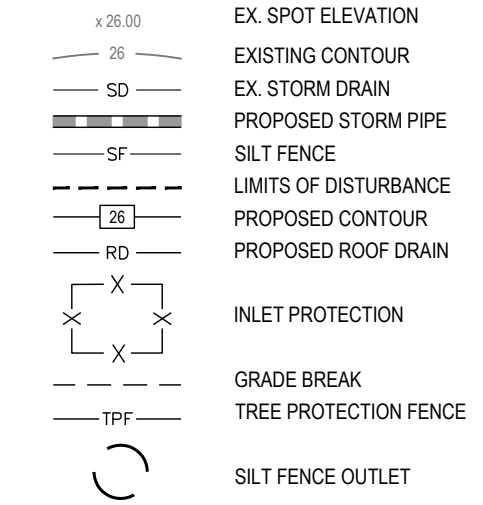 x 26.00 EX. SPOT ELEVATION
26 EXISTING CONTOUR
SD EX. STORM DRAIN
PROPOSED STORM PIPE
SF SILT FENCE
LIMITS OF DISTURBANCE
26 PROPOSED CONTOUR
RD PROPOSED ROOF DRAIN
X
X X INLET PROTECTION
X
GRADE BREAK
TPF TREE PROTECTION FENCE
SILT FENCE OUTLET